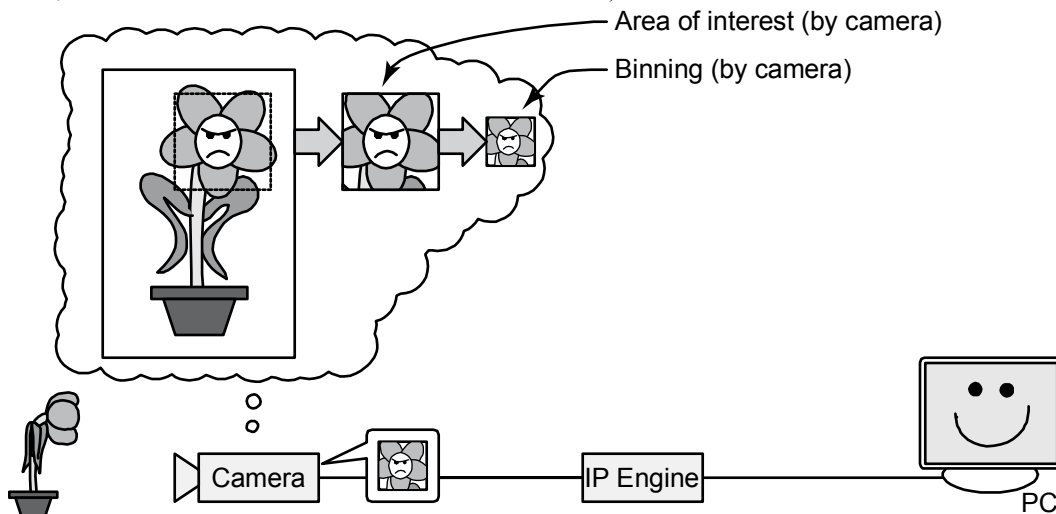 Area of interest (by camera)
Binning (by camera)
Camera
IP Engine
PC